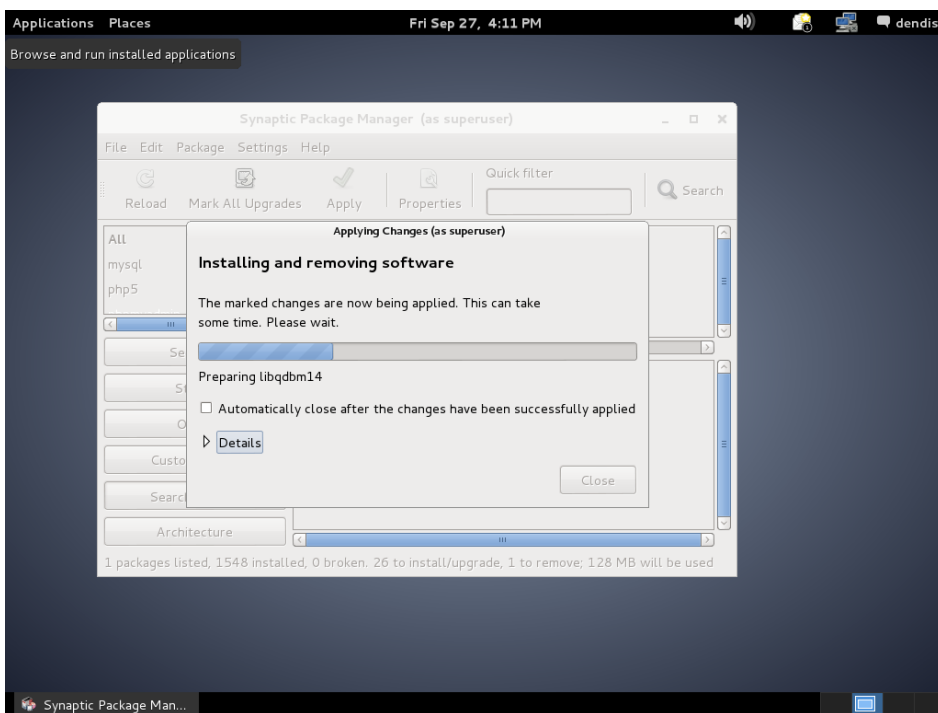 Applications Places Fri Sep 27, 4:11 PM dendis
Browse and run installed applications
Synaptic Package Manager (as superuser)
File Edit Package Settings Help
Quick filter
Reload Mark All Upgrades Apply Properties Search
All
mysql
php5
Applying Changes (as superuser)
Installing and removing software
The marked changes are now being applied. This can take
some time. Please wait.
Preparing libqdbm14
Automatically close after the changes have been successfully applied
Details
Close
Se
St
O
Custo
Searc
Architecture
1 packages listed, 1548 installed, 0 broken. 26 to install/upgrade, 1 to remove; 128 MB will be used
Synaptic Package Man...